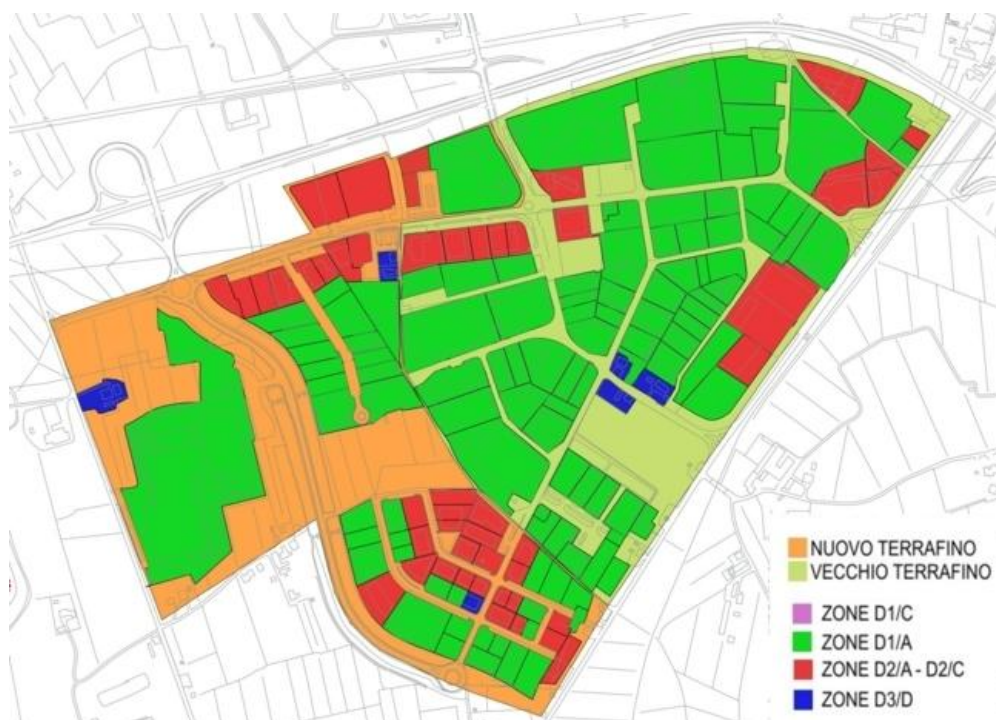 NUOVO TERRAFINO
VECCHIO TERRAFINO
ZONE D1/C
ZONE D1/A
ZONE D2/A - D2/C
ZONE D3/D